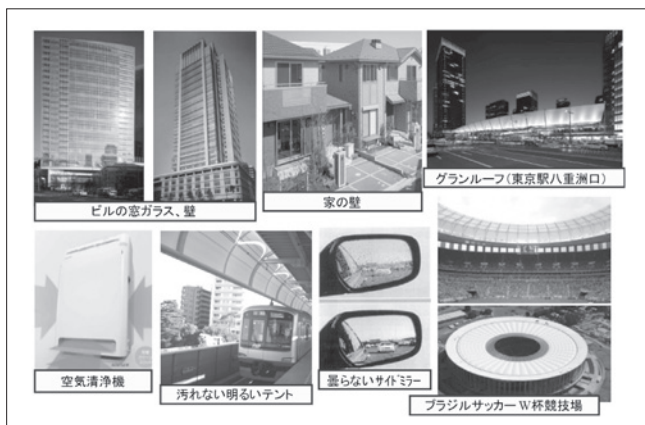 ビルの窓ガラス、壁
家の壁
グランルーフ(東京駅八重洲口)
空気清浄機
汚れない明るいテント
曇らないサイドミラー
ブラジルサッカーW杯競技場